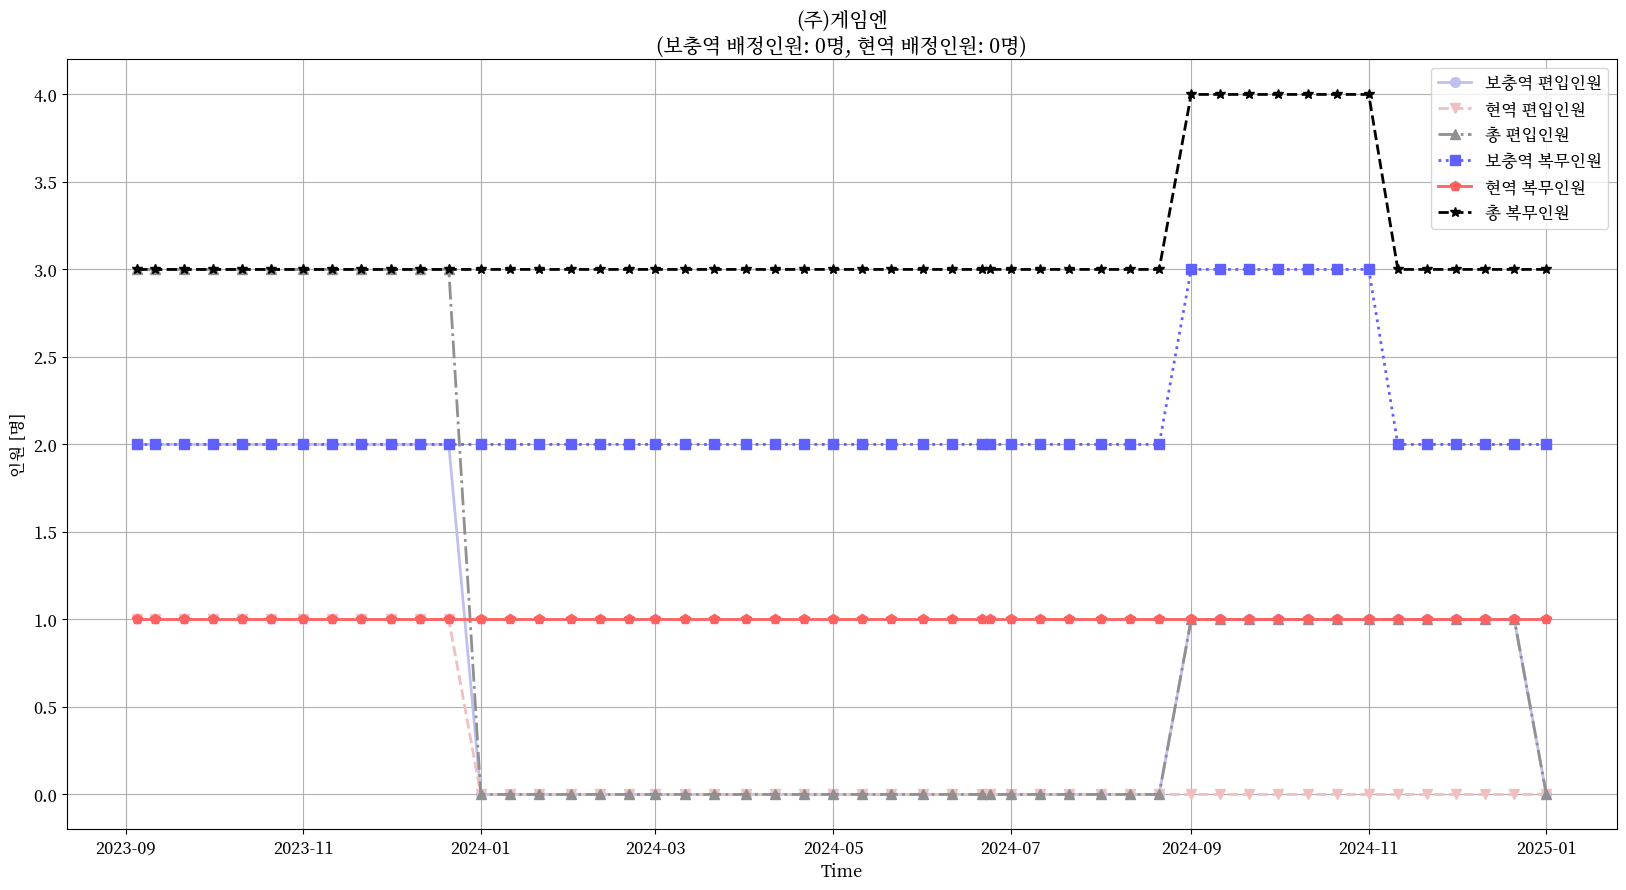 (주)게임엔
(보충역 배정인원: 0명, 현역 배정인원: 0명)
보충역 편입인원
현역 편입인원
총 편입인원
보충역 복무인원
현역 복무인원
총 복무인원
인원 [명]
4.0
3.5
3.0
2.5
2.0
1.5
1.0
0.5
0.0
2023-09 2023-11 2024-01 2024-03 2024-05 2024-07 2024-09 2024-11 2025-01
Time